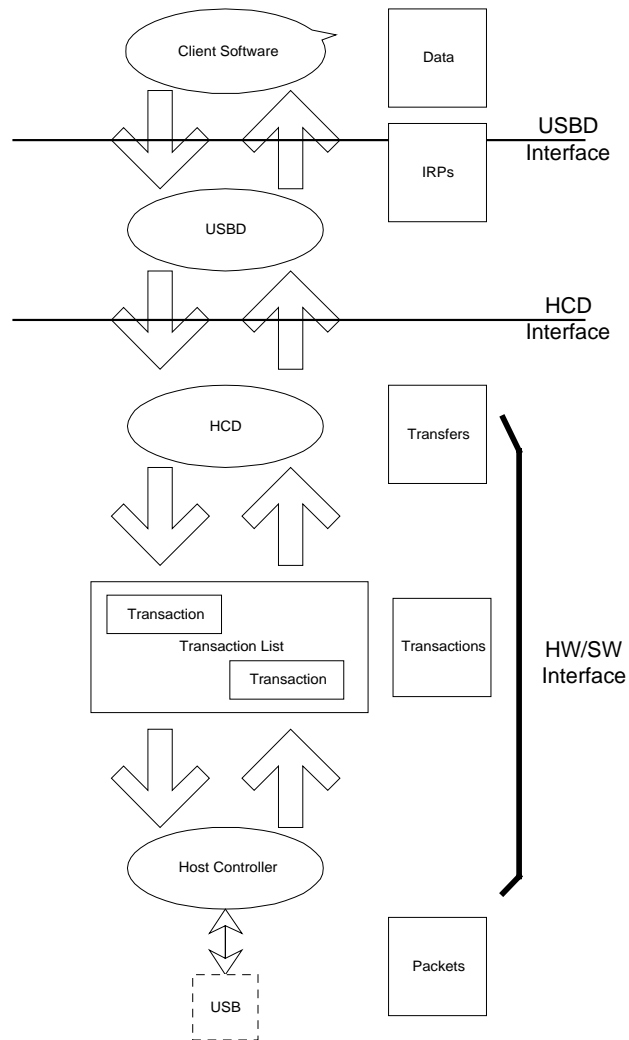 Client Software
Data
USBD
Interface
IRPs
USBD
HCD
Interface
HCD
Transfers
Transaction
Transaction List
Transaction
Transactions
HW/SW
Interface
Host Controller
Packets
USB